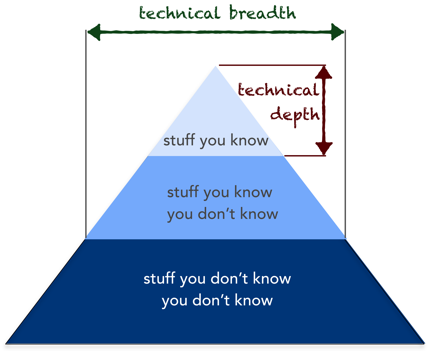 technical breadth
technical
depth
stuff you know
stuff you know
you don't know
stuff you don't know
you don't know